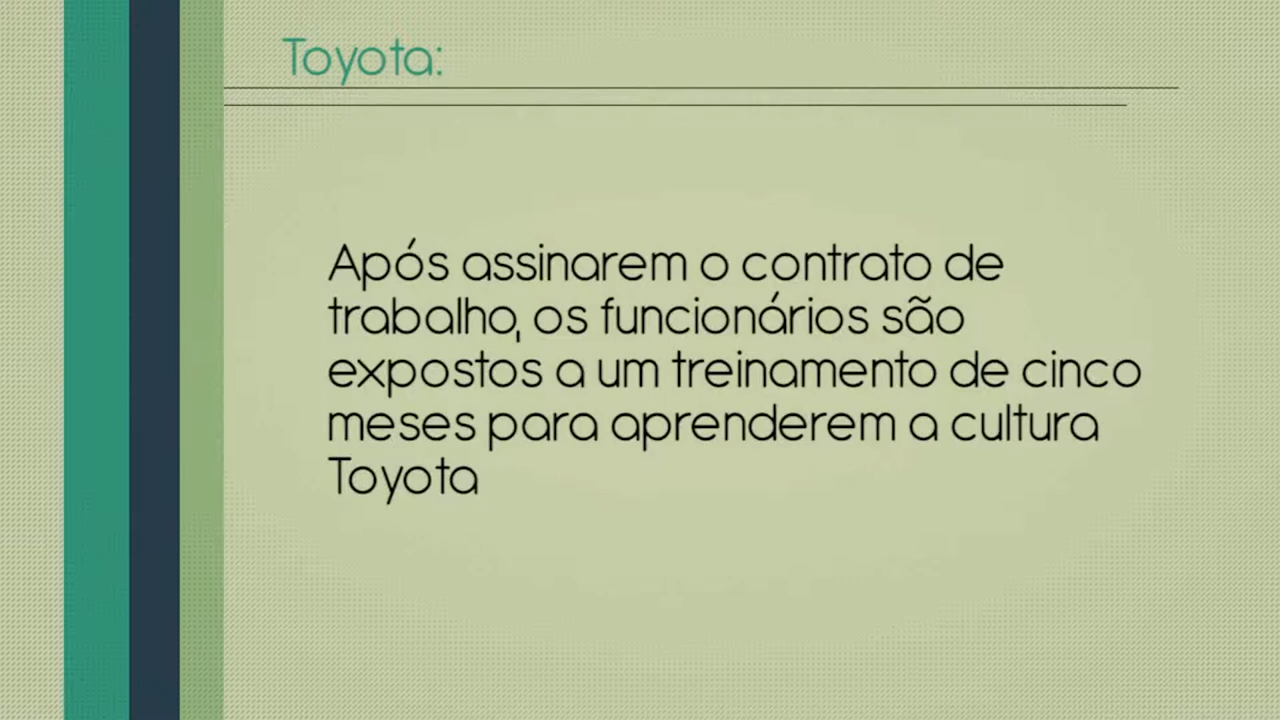 Toyota:
Após assinarem o contrato de
trabalho, os funcionários são
expostos a um treinamento de cinco
meses para aprenderem a cultura
Toyota